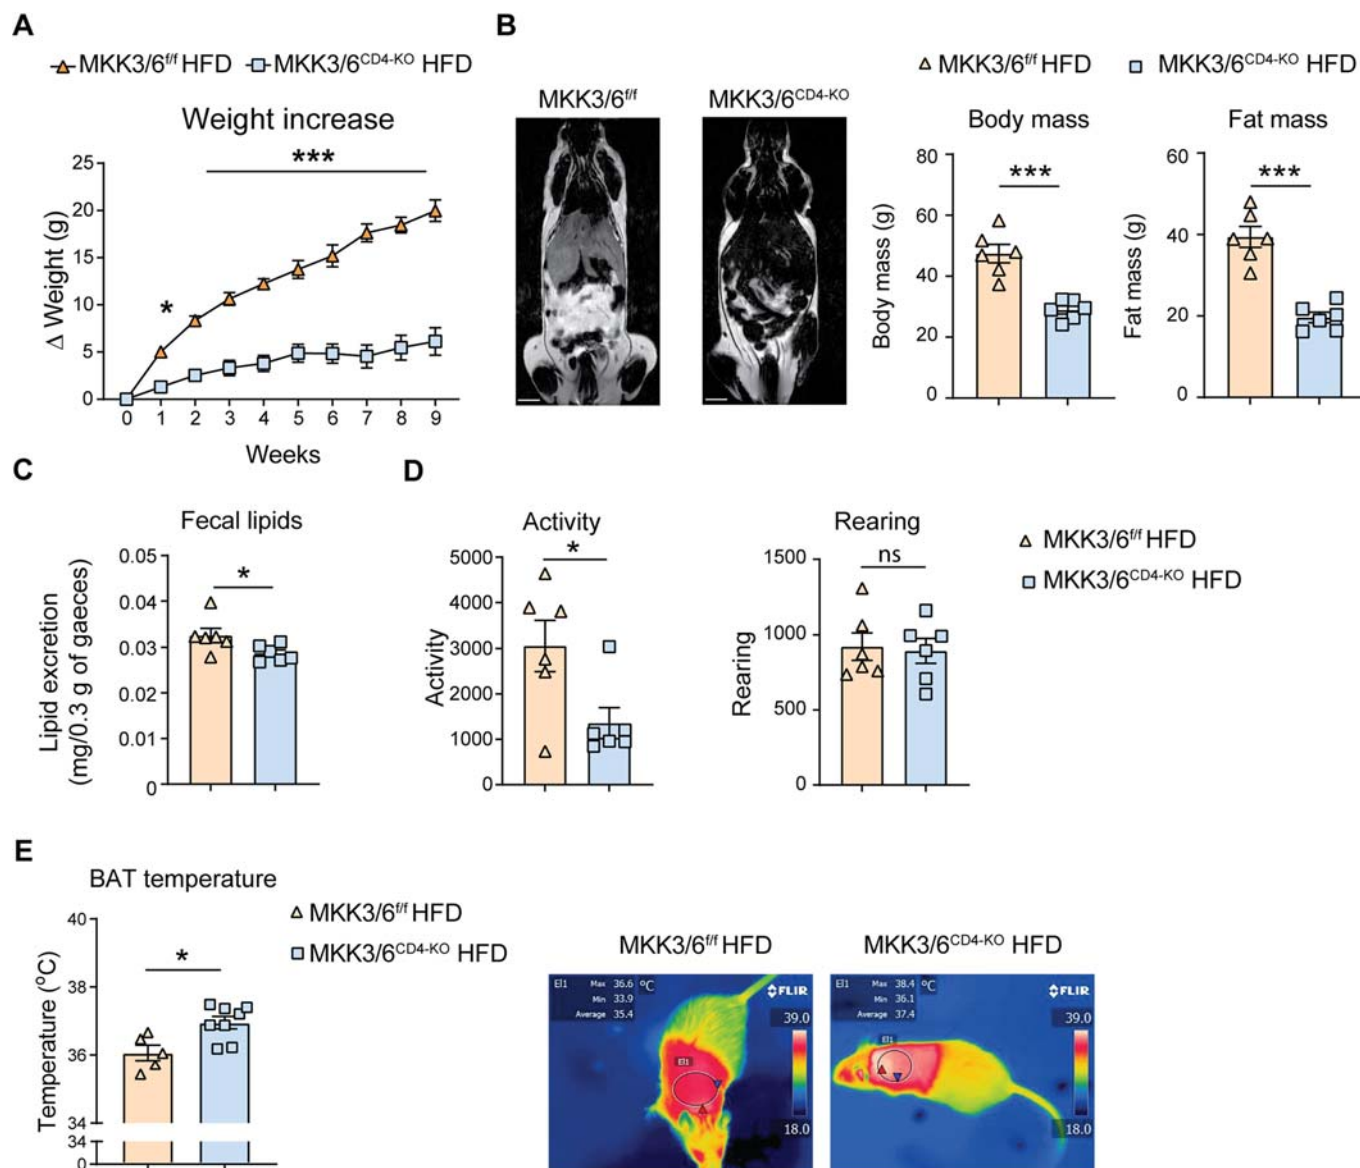 A
MKK3/6f/f HFD MKK3/6CD4-KO HFD
Weight increase
***
*
25
20
15
10
5
0
Δ Weight (g)
0 1 2 3 4 5 6 7 8 9
Weeks
B
MKK3/6f/f HFD MKK3/6CD4-KO HFD
MKK3/6f/f MKK3/6CD4-KO
Body mass
***
80
60
40
20
0
Body mass (g)
Fat mass
***
60
40
20
0
Fat mass (g)
C
Fecal lipids
*
0.05
0.04
0.03
0.02
0.01
0
Lipid excretion
(mg/0.3 g of gaeces)
D
Activity
*
5000
4000
3000
2000
1000
0
Activity
Rearing
ns
1500
1000
500
0
Rearing
MKK3/6f/f HFD
MKK3/6CD4-KO HFD
E
BAT temperature
*
40
38
36
34
34
0
Temperature (oC)
MKK3/6f/f HFD
MKK3/6CD4-KO HFD
MKK3/6f/f HFD
El1 Max 36.6 ºC
Min 33.9
Average 35.4
FLIR
39.0
El1
18.0
MKK3/6CD4-KO HFD
El1 Max 38.4 ºC
Min 36.1
Average 37.4
FLIR
39.0
El1
18.0